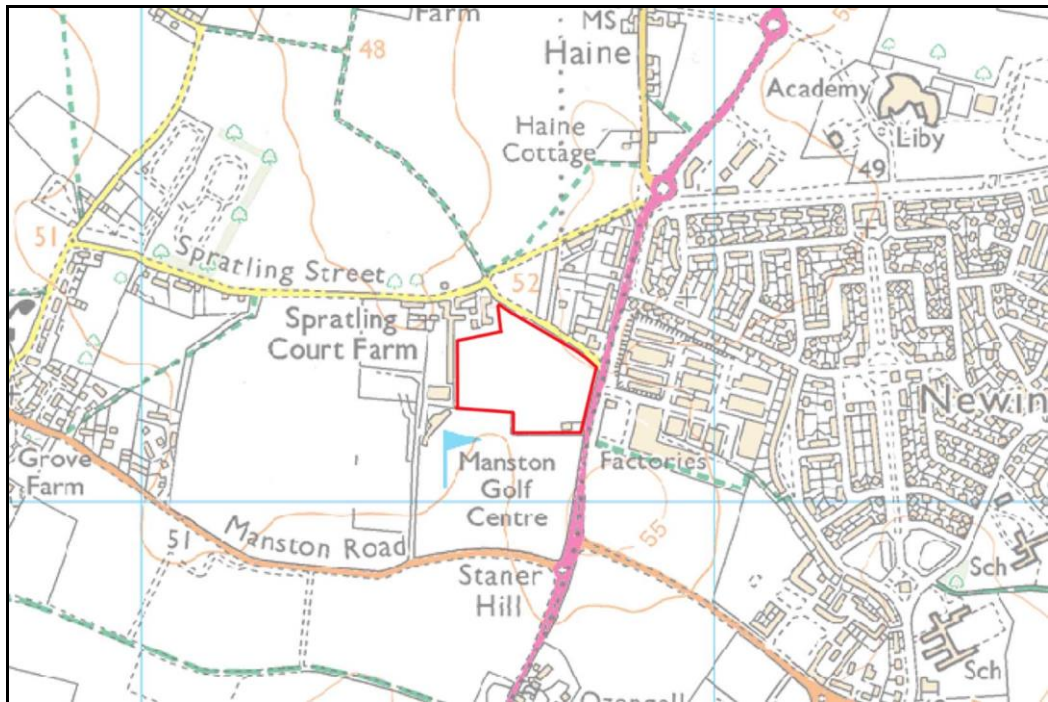 Farm
MS
Haine
50
48
Academy
Liby
Haine
Cottage
49
51
Spratling Street
52
Spratling
Court Farm
Newin
Grove
Farm
Manston
Golf
Centre
Factories
51
Manston Road
55
Staner
Hill
Sch
Sch